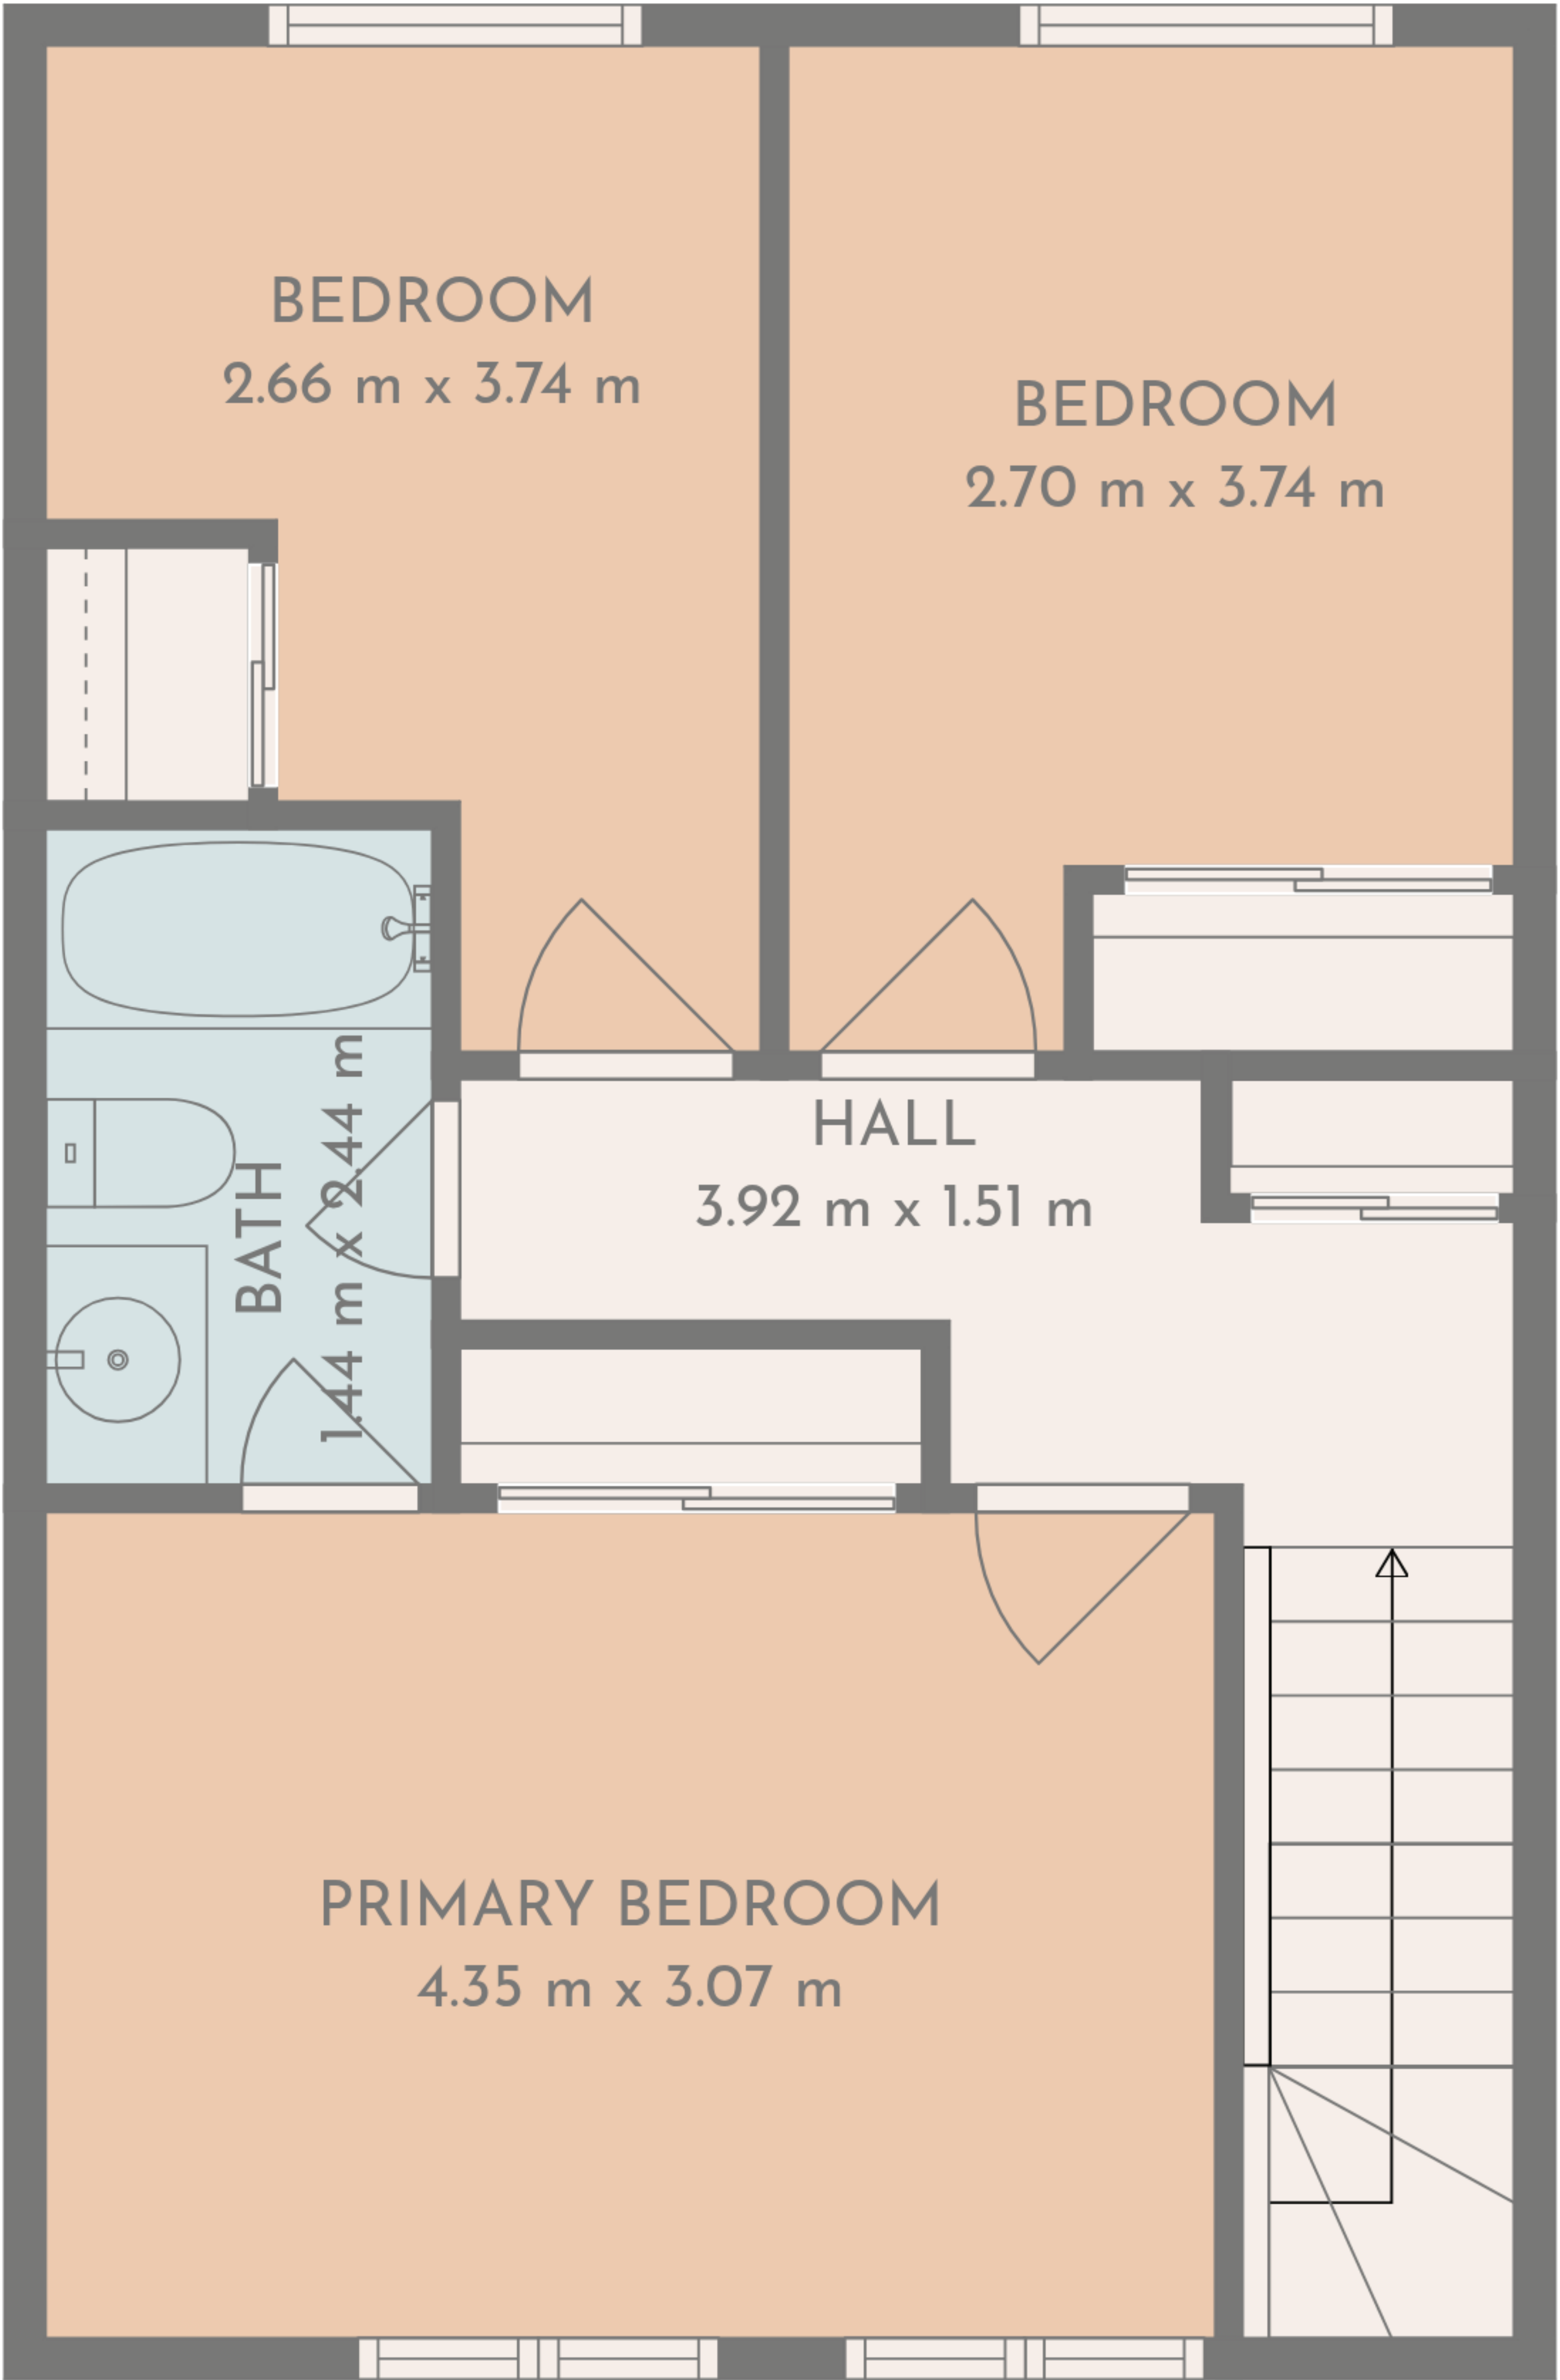 BEDROOM
2.66 m x 3.74 m
BEDROOM
2.70 m x 3.74 m
HALL
3.92 m x 1.51 m
BATH
1.44 m x 2.44 m
PRIMARY BEDROOM
4.35 m x 3.07 m